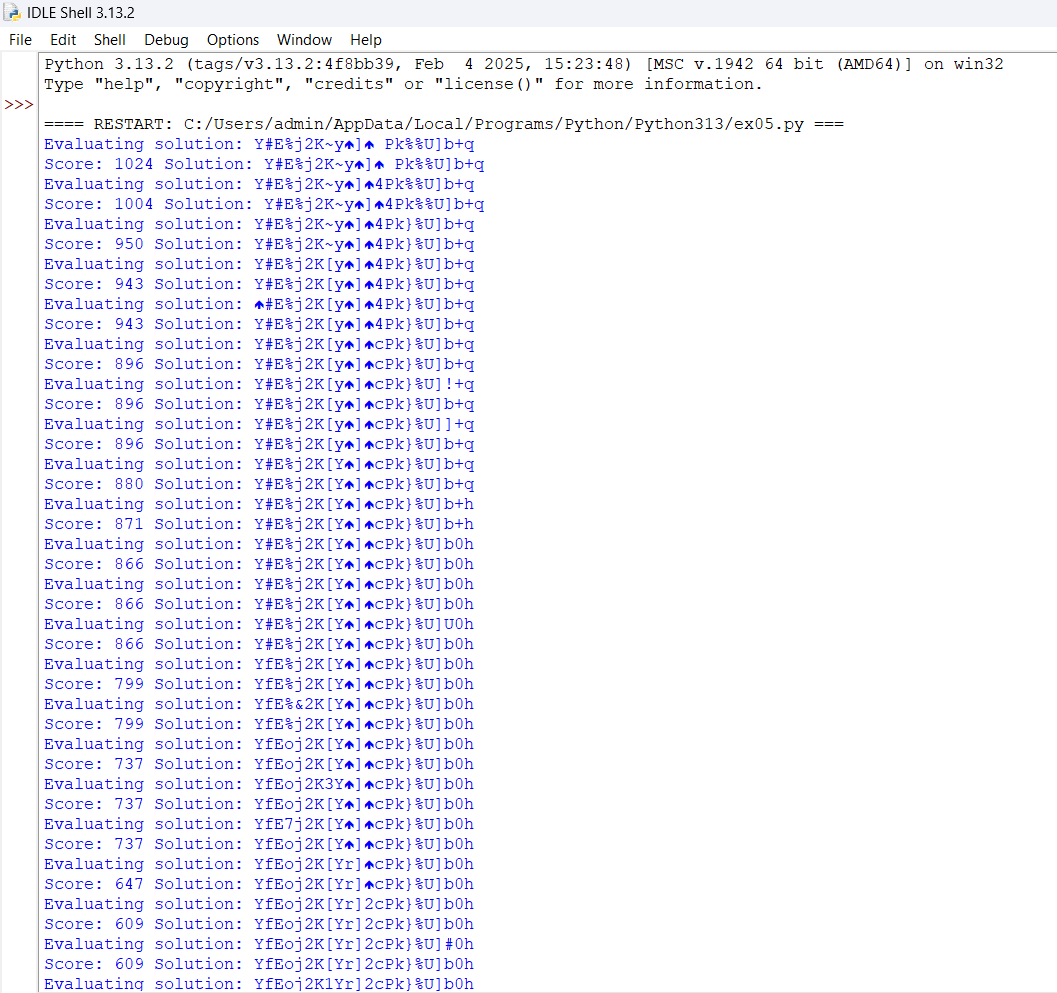 IDLE Shell 3.13.2
File Edit Shell Debug Options Window Help
Python 3.13.2 (tags/v3.13.2:4f8bb39, Feb  4 2025, 15:23:48) [MSC v.1942 64 bit (AMD64)] on win32
Type "help", "copyright", "credits" or "license()" for more information.
>>>
==== RESTART: C:/Users/admin/AppData/Local/Programs/Python/Python313/ex05.py ===
Evaluating solution: Y#E%j2K~y♠]♠ Pk%%U]b+q
Score: 1024 Solution: Y#E%j2K~y♠]♠ Pk%%U]b+q
Evaluating solution: Y#E%j2K~y♠]♠4Pk%%U]b+q
Score: 1004 Solution: Y#E%j2K~y♠]♠4Pk%%U]b+q
Evaluating solution: Y#E%j2K~y♠]♠4Pk}%U]b+q
Score: 950 Solution: Y#E%j2K~y♠]♠4Pk}%U]b+q
Evaluating solution: Y#E%j2K[y♠]♠4Pk}%U]b+q
Score: 943 Solution: Y#E%j2K[y♠]♠4Pk}%U]b+q
Evaluating solution: ♠#E%j2K[y♠]♠4Pk}%U]b+q
Score: 943 Solution: Y#E%j2K[y♠]♠4Pk}%U]b+q
Evaluating solution: Y#E%j2K[y♠]♠cPk}%U]b+q
Score: 896 Solution: Y#E%j2K[y♠]♠cPk}%U]b+q
Evaluating solution: Y#E%j2K[y♠]♠cPk}%U]!+q
Score: 896 Solution: Y#E%j2K[y♠]♠cPk}%U]b+q
Evaluating solution: Y#E%j2K[y♠]♠cPk}%U]]+q
Score: 896 Solution: Y#E%j2K[y♠]♠cPk}%U]b+q
Evaluating solution: Y#E%j2K[Y♠]♠cPk}%U]b+q
Score: 880 Solution: Y#E%j2K[Y♠]♠cPk}%U]b+q
Evaluating solution: Y#E%j2K[Y♠]♠cPk}%U]b+h
Score: 871 Solution: Y#E%j2K[Y♠]♠cPk}%U]b+h
Evaluating solution: Y#E%j2K[Y♠]♠cPk}%U]b0h
Score: 866 Solution: Y#E%j2K[Y♠]♠cPk}%U]b0h
Evaluating solution: Y#E%j2K[Y♠]♠cPk}%U]b0h
Score: 866 Solution: Y#E%j2K[Y♠]♠cPk}%U]b0h
Evaluating solution: Y#E%j2K[Y♠]♠cPk}%U]U0h
Score: 866 Solution: Y#E%j2K[Y♠]♠cPk}%U]b0h
Evaluating solution: YfE%j2K[Y♠]♠cPk}%U]b0h
Score: 799 Solution: YfE%j2K[Y♠]♠cPk}%U]b0h
Evaluating solution: YfE%&2K[Y♠]♠cPk}%U]b0h
Score: 799 Solution: YfE%j2K[Y♠]♠cPk}%U]b0h
Evaluating solution: YfEoj2K[Y♠]♠cPk}%U]b0h
Score: 737 Solution: YfEoj2K[Y♠]♠cPk}%U]b0h
Evaluating solution: YfEoj2K3Y♠]♠cPk}%U]b0h
Score: 737 Solution: YfEoj2K[Y♠]♠cPk}%U]b0h
Evaluating solution: YfE7j2K[Y♠]♠cPk}%U]b0h
Score: 737 Solution: YfEoj2K[Y♠]♠cPk}%U]b0h
Evaluating solution: YfEoj2K[Yr]♠cPk}%U]b0h
Score: 647 Solution: YfEoj2K[Yr]♠cPk}%U]b0h
Evaluating solution: YfEoj2K[Yr]2cPk}%U]b0h
Score: 609 Solution: YfEoj2K[Yr]2cPk}%U]b0h
Evaluating solution: YfEoj2K[Yr]2cPk}%U]#0h
Score: 609 Solution: YfEoj2K[Yr]2cPk}%U]b0h
Evaluating solution: YfEoj2K1Yr]2cPk}%U]b0h